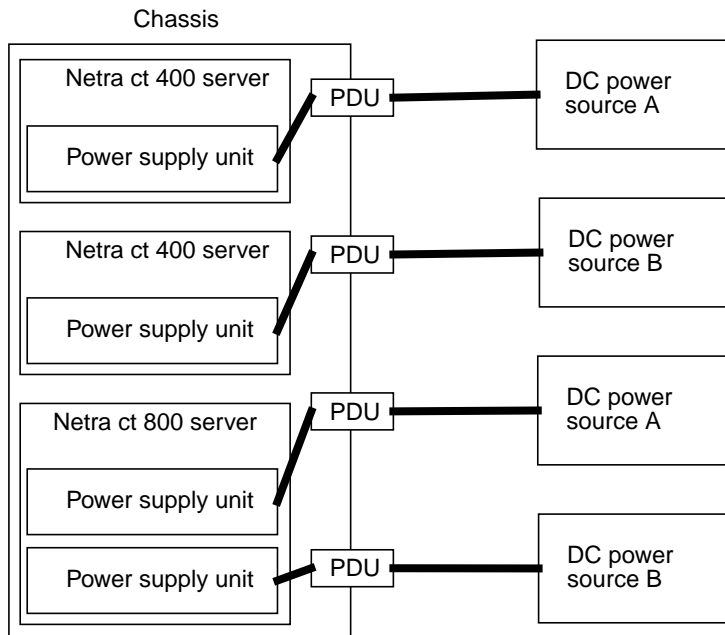 Chassis
Netra ct 400 server
PDU
DC power
source A
Power supply unit
Netra ct 400 server
PDU
DC power
source B
Power supply unit
Netra ct 800 server
PDU
DC power
source A
Power supply unit
Power supply unit
PDU
DC power
source B